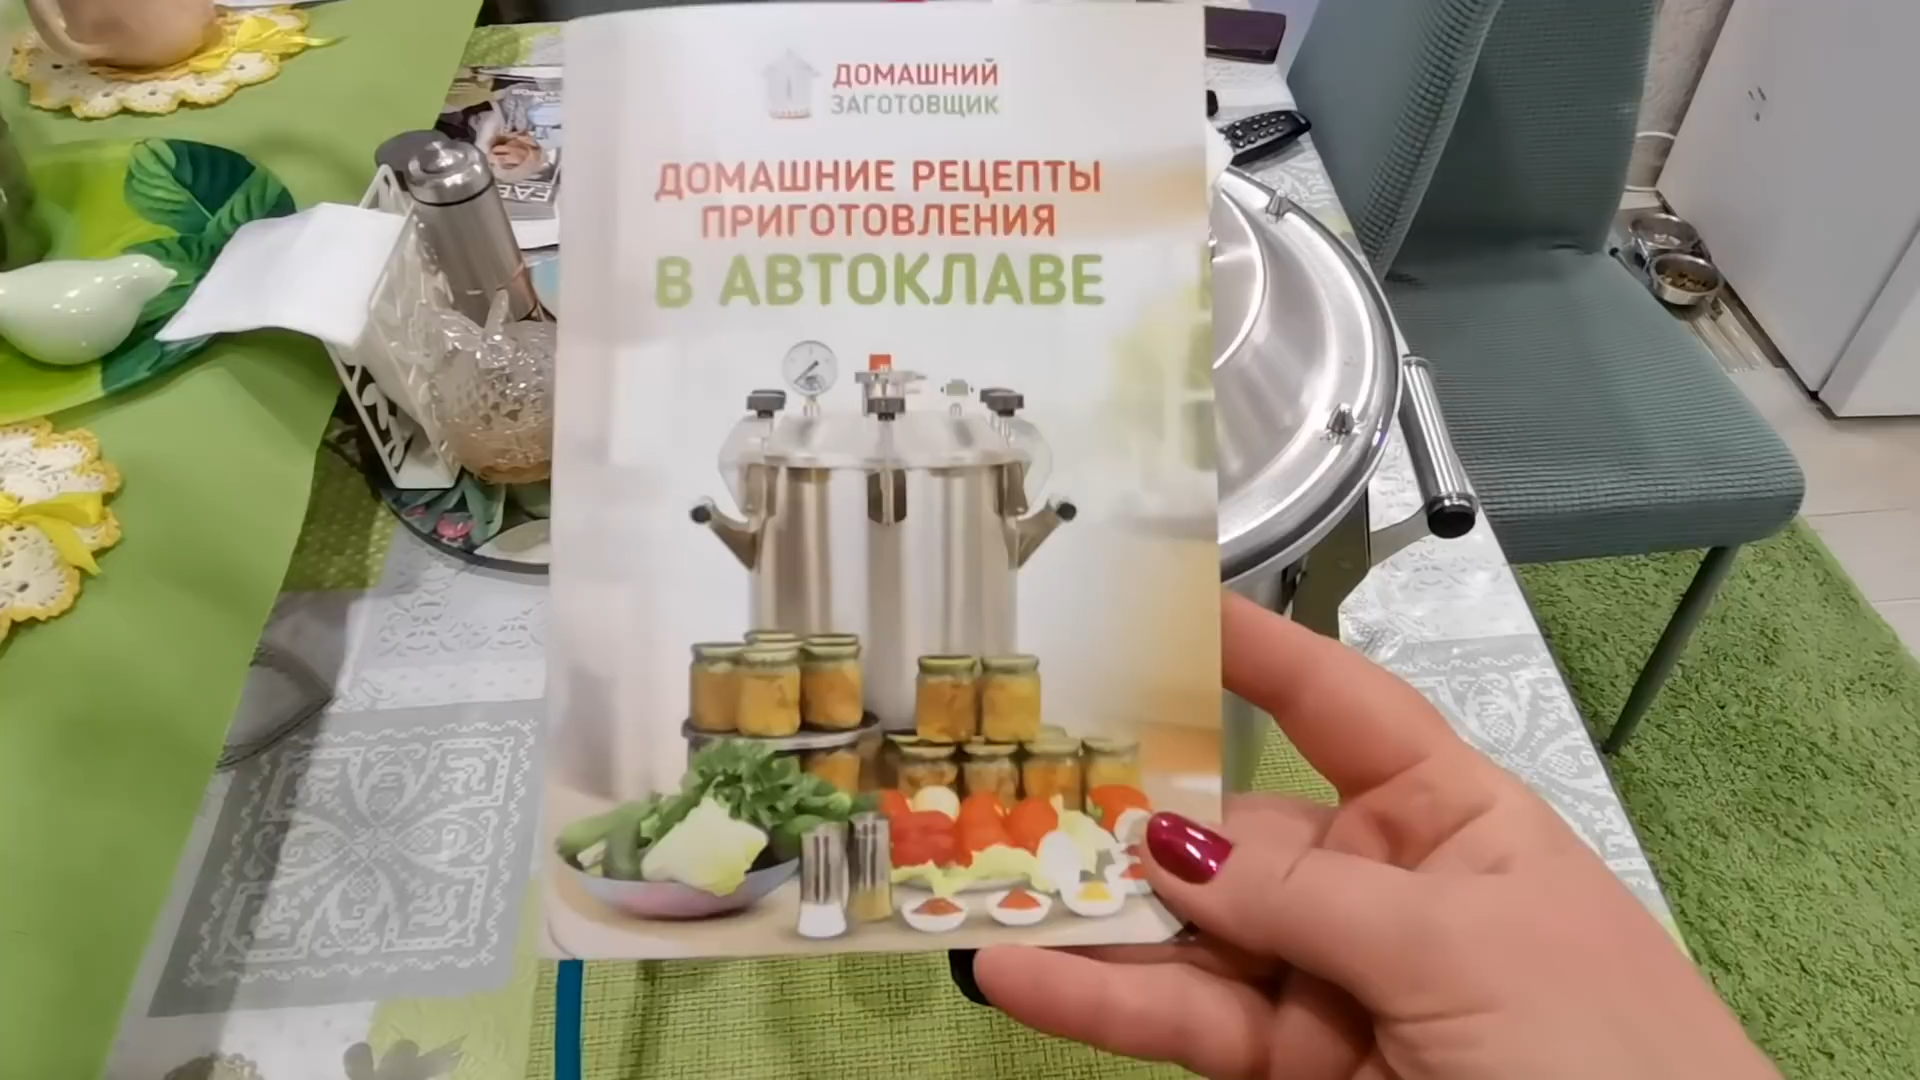 ДОМАШНИЙ
ЗАГОТОВЩИК
ДОМАШНИЕ РЕЦЕПТЫ
ПРИГОТОВЛЕНИЯ
В АВТОКЛАВЕ